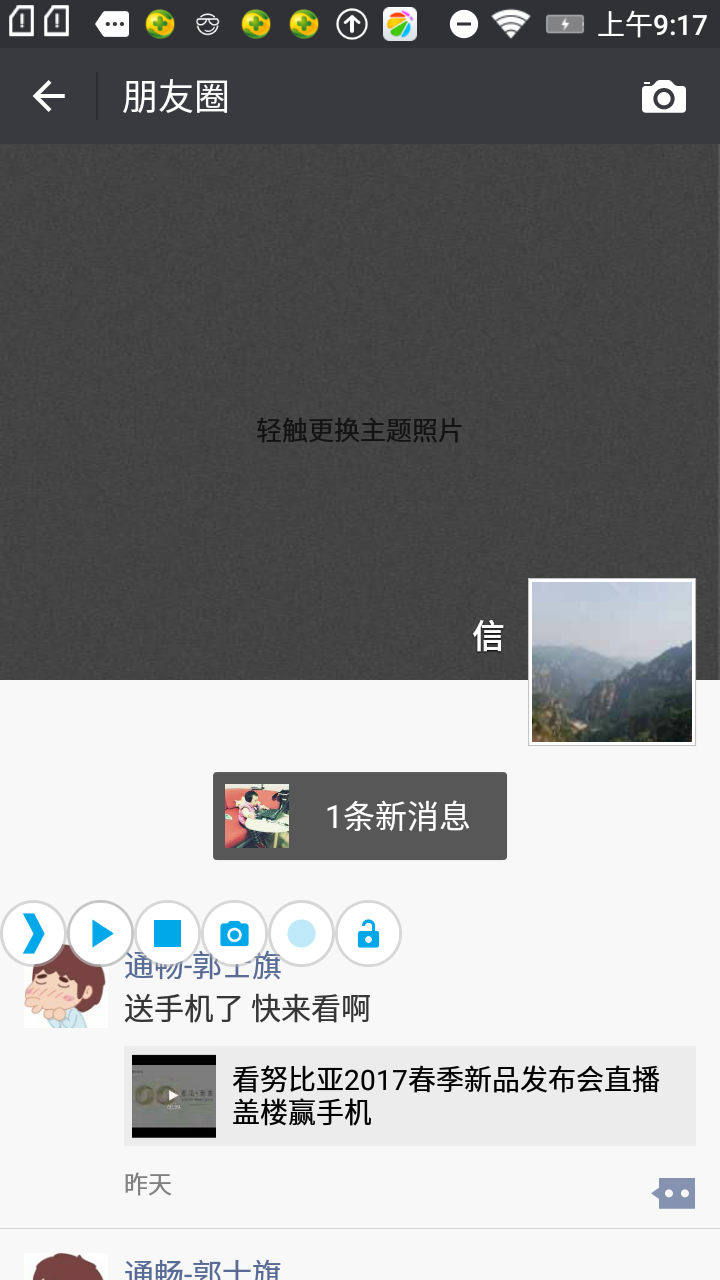 上午9:17
朋友圈
轻触更换主题照片
信
1条新消息
通畅-郭士旗
送手机了 快来看啊
看努比亚2017春季新品发布会直播
盖楼赢手机
昨天
通畅-郭士旗